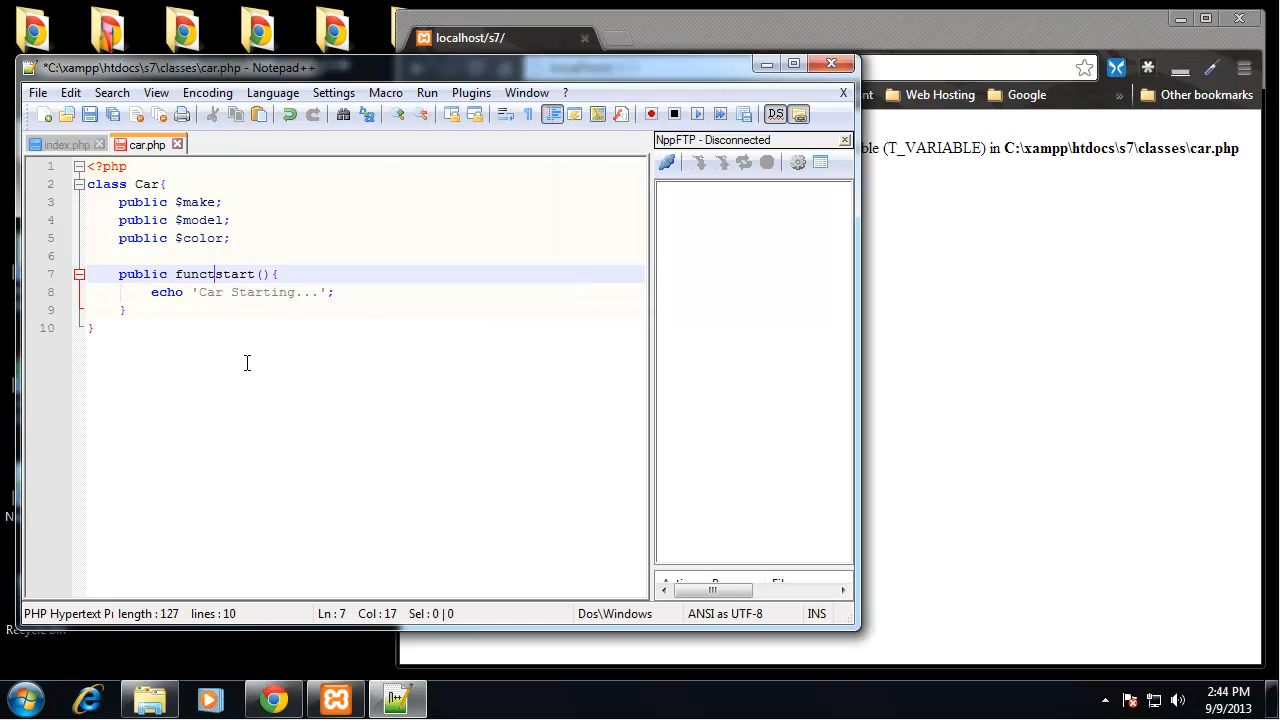 localhost/s7/
*C:\xampp\htdocs\s7\classes\car.php - Notepad++
File Edit Search View Encoding Language Settings Macro Run Plugins Window ? X
Web Hosting Google » Other bookmarks
index.php car.php
NppFTP - Disconnected
ble (T_VARIABLE) in C:\xampp\htdocs\s7\classes\car.php
1 <?php
2 class Car{
3 public $make;
4 public $model;
5 public $color;
6
7 public functstart(){
8 echo 'Car Starting...';
9 }
10 }
PHP Hypertext Pr length : 127 lines : 10 Ln : 7 Col : 17 Sel : 0 | 0 Dos\Windows ANSI as UTF-8 INS
2:44 PM
9/9/2013